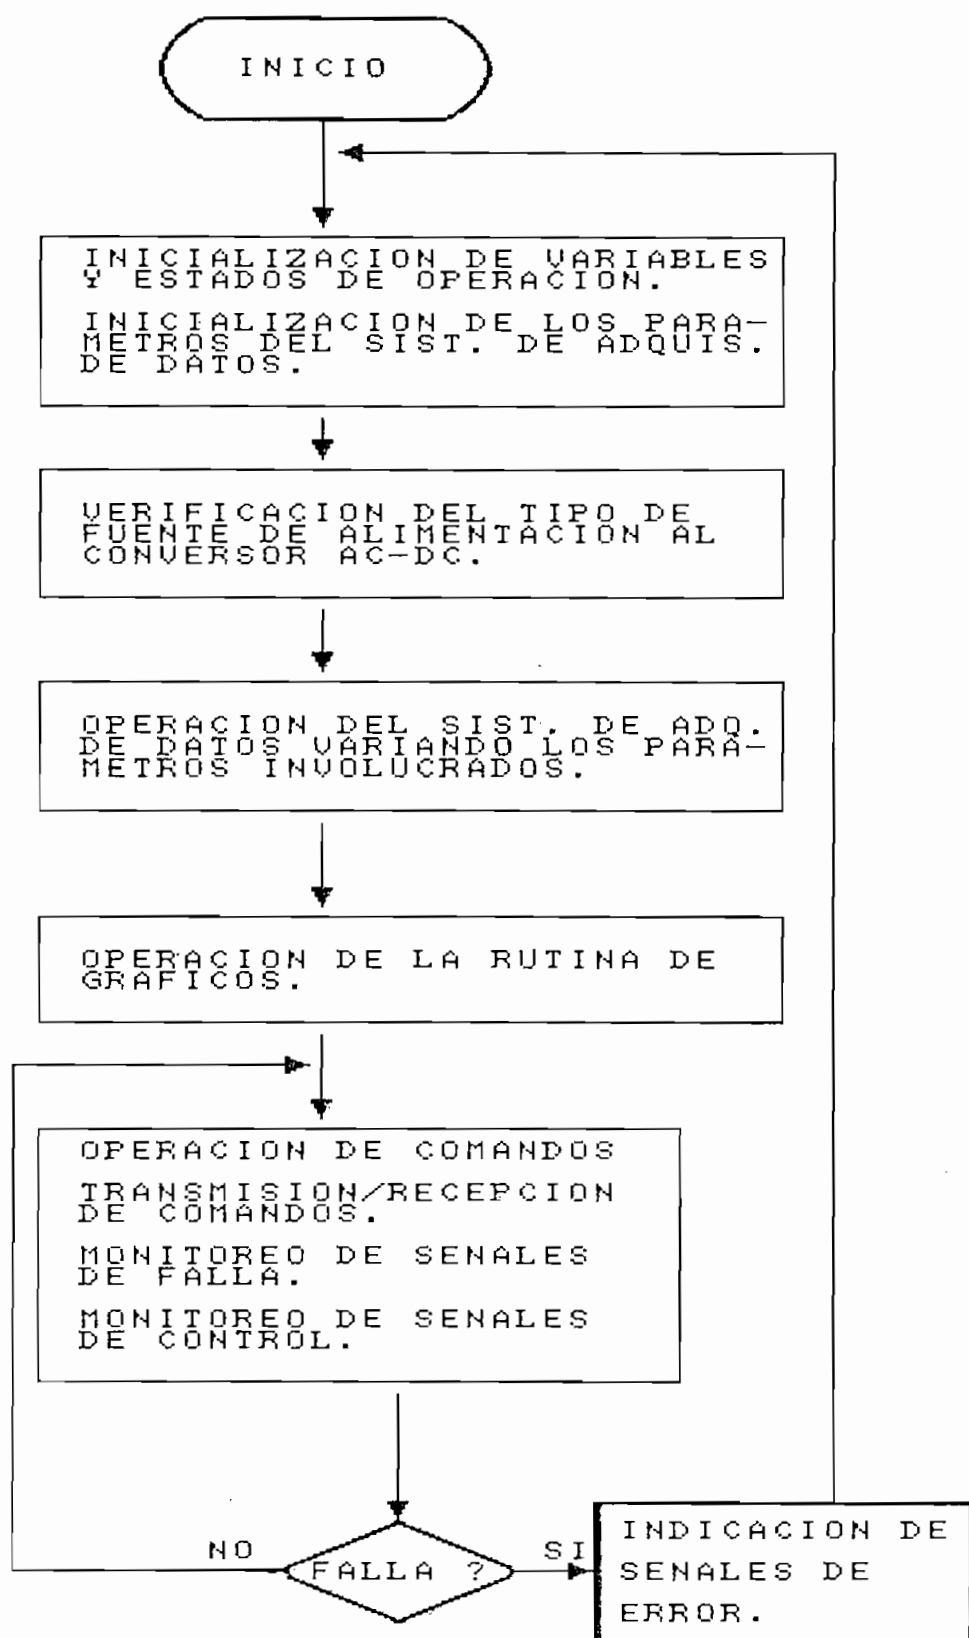 INICIO
INICIALIZACION DE VARIABLES
Y ESTADOS DE OPERACION.
INICIALIZACION DE LOS PARA-
METROS DEL SIST. DE ADQUIS.
DE DATOS.
VERIFICACION DEL TIPO DE
FUENTE DE ALIMENTACION AL
CONVERSOR AC-DC.
OPERACION DEL SIST. DE ADQ.
DE DATOS VARIANDO LOS PARA-
METROS INVOLUCRADOS.
OPERACION DE LA RUTINA DE
GRAFICOS.
OPERACION DE COMANDOS
TRANSMISION/RECEPCION
DE COMANDOS.
MONITOREO DE SENALES
DE FALLA.
MONITOREO DE SENALES
DE CONTROL.
NO
FALLA ?
SI
INDICACION DE
SENALES DE
ERROR.